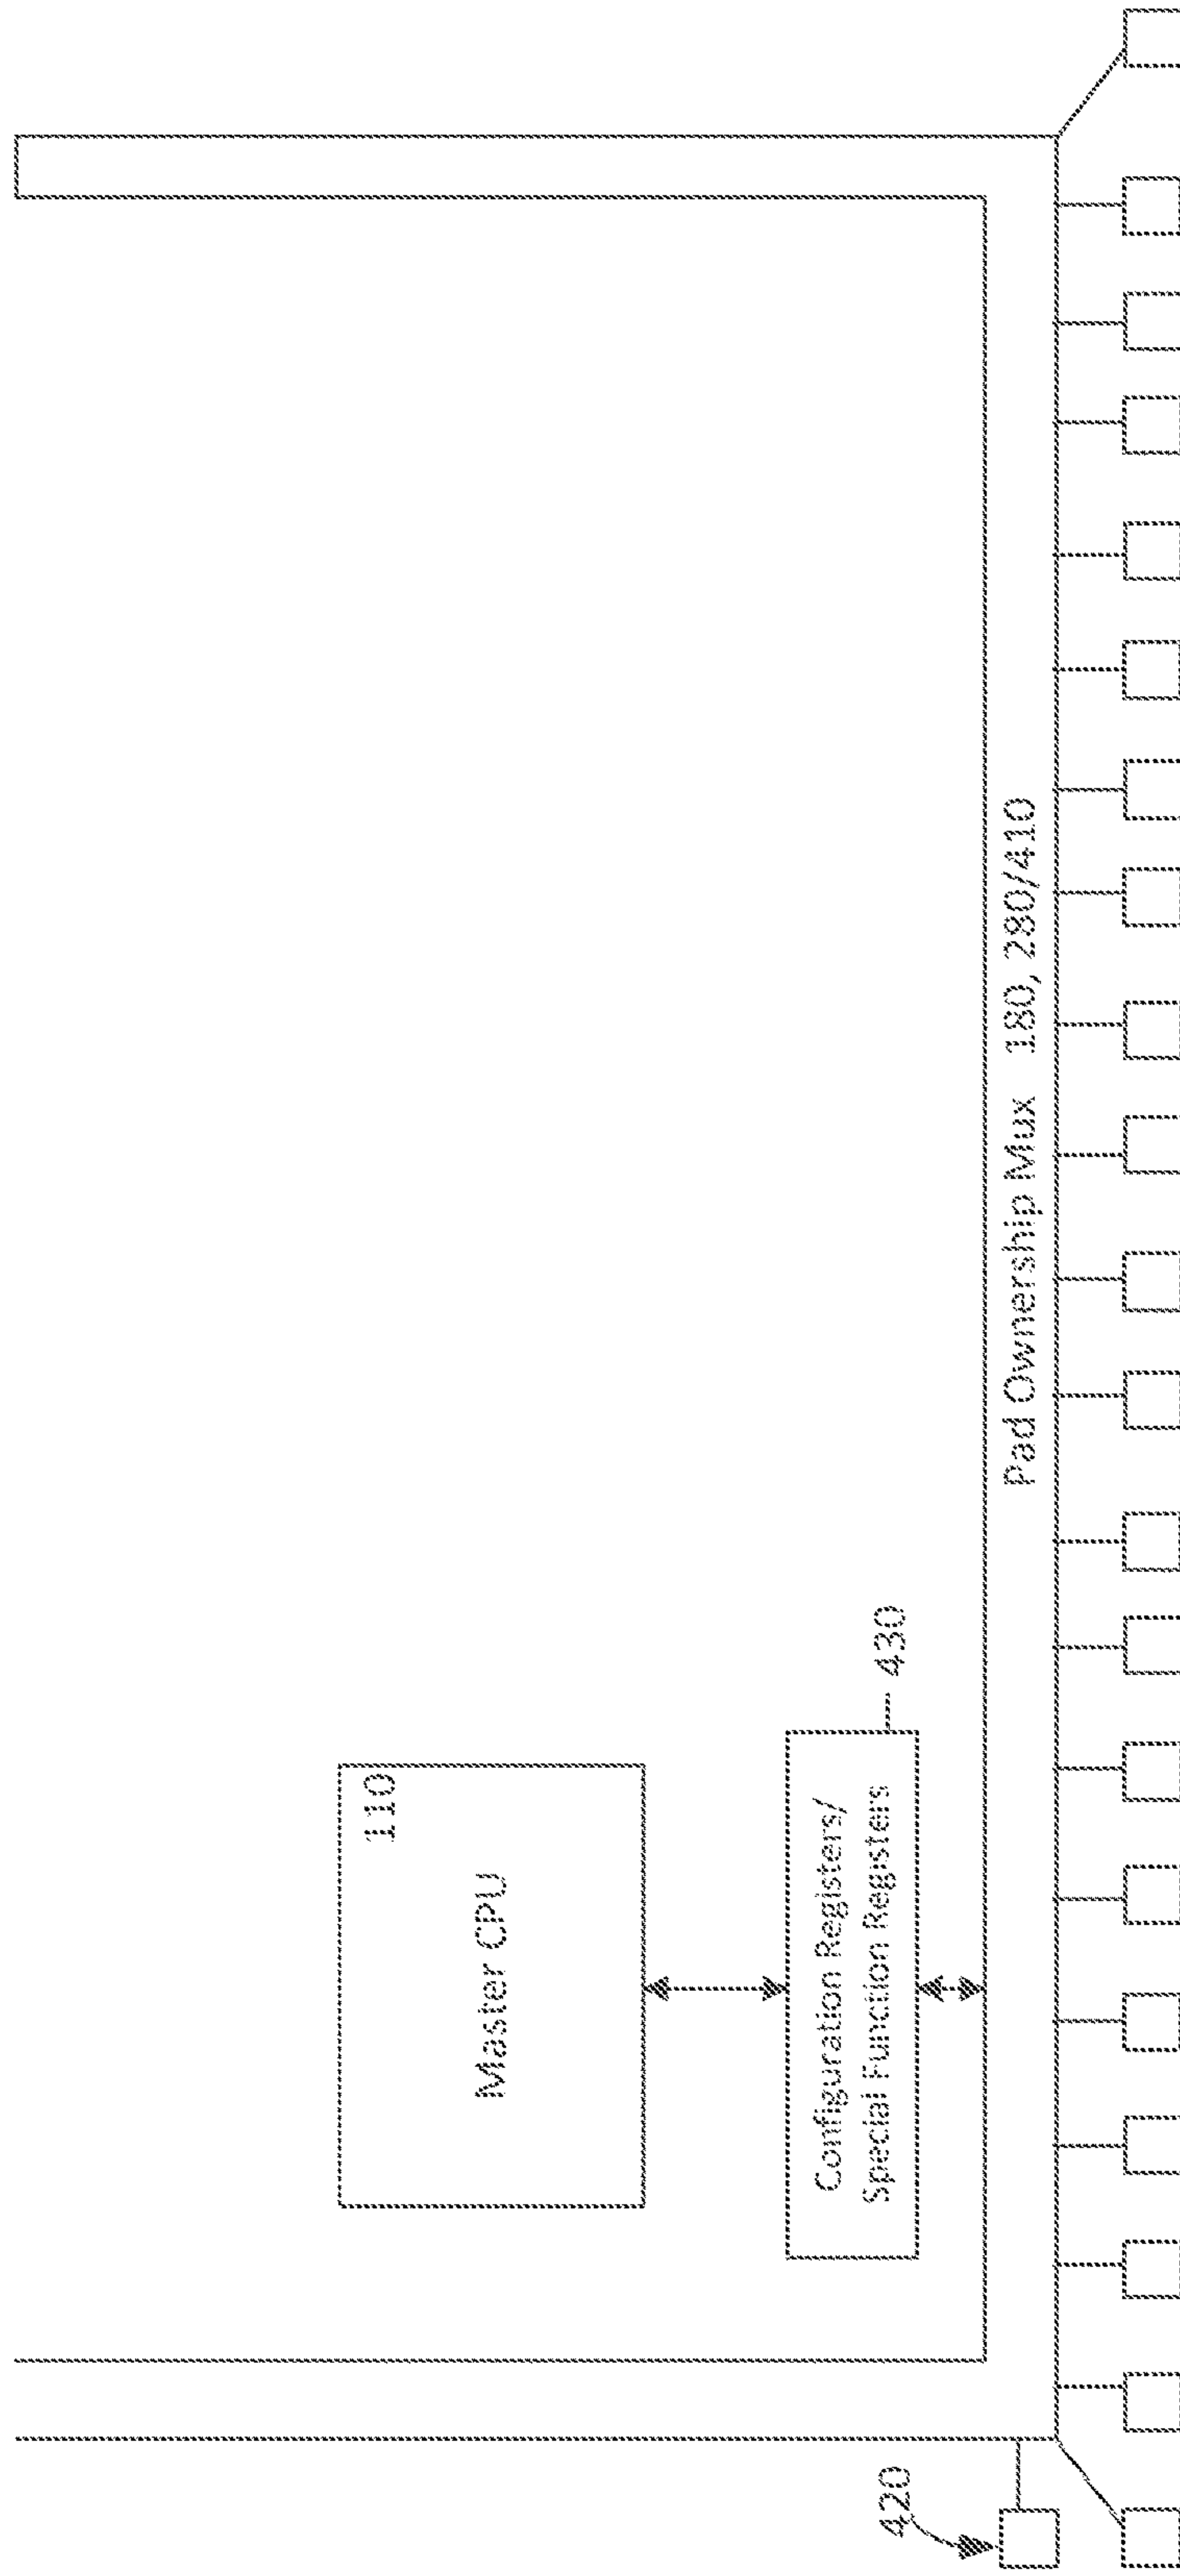 110
Master CPU
Configuration Registers/
Special Function Registers
430
420
Pad Ownership Mux 180, 280/410